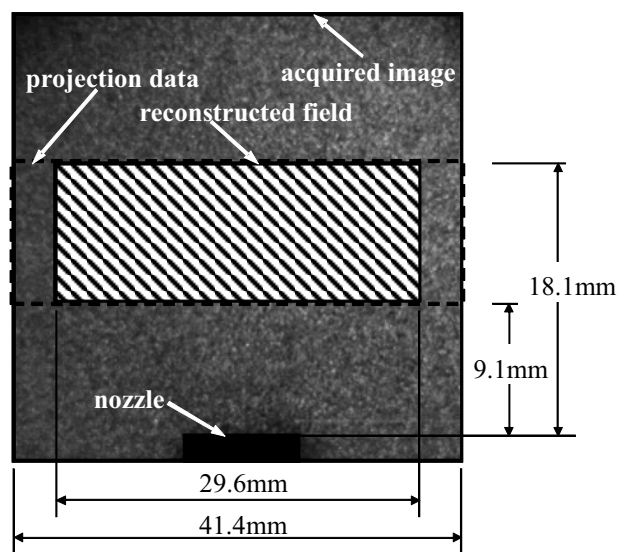 acquired image
projection data
reconstructed field
18.1mm
9.1mm
nozzle
29.6mm
41.4mm